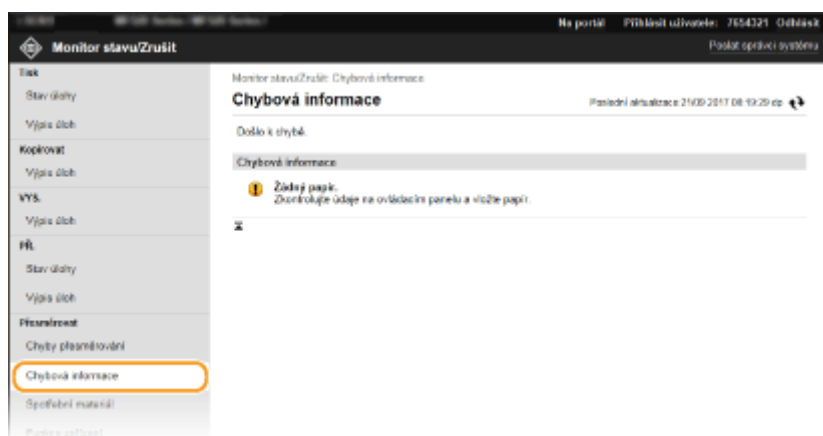 Na portál Přihlásit uživatele: 7654321 Odhlásit
Monitor stavu/Zrušit
Poslat správci systému
Tisk
Stav úlohy
Výpis úloh
Kopírovat
Výpis úloh
VYS.
Výpis úloh
PŘ.
Stav úlohy
Výpis úloh
Přesměrovat
Chyby přesměrování
Chybová informace
Spotřební materiál
Monitor stavu/Zrušit: Chybová informace
Chybová informace
Poslední aktualizace 21/09 2017 08:19:29 dp
Došlo k chybě.
Chybová informace
Žádný papír.
Zkontrolujte údaje na ovládacím panelu a vložte papír.